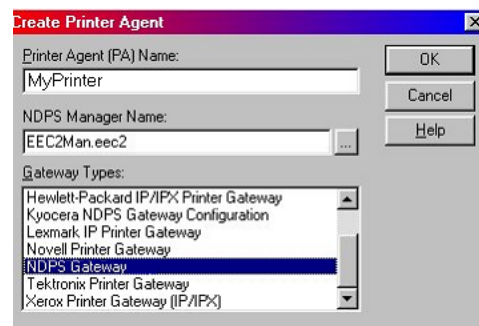 Create Printer Agent
Printer Agent (PA) Name:
MyPrinter
NDPS Manager Name:
EEC2Man.eec2
...
Gateway Types:
Hewlett-Packard IP/IPX Printer Gateway
Kyocera NDPS Gateway Configuration
Lexmark IP Printer Gateway
Novell Printer Gateway
NDPS Gateway
Tektronix Printer Gateway
Xerox Printer Gateway (IP/IPX)
OK
Cancel
Help